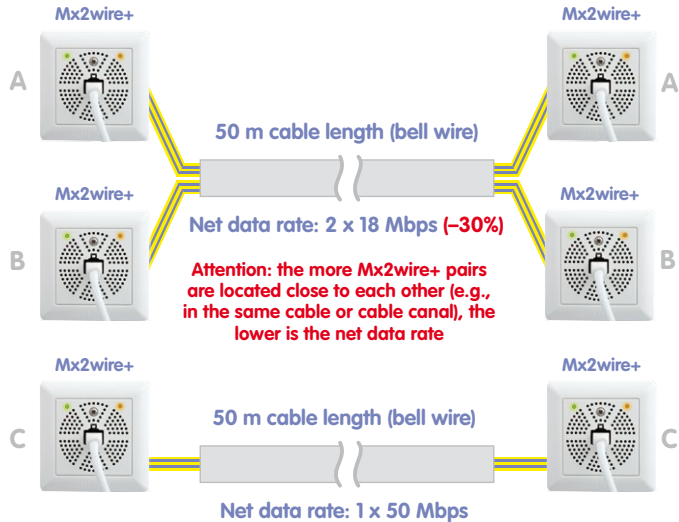 Mx2wire+ Mx2wire+
A A
50 m cable length (bell wire)
Mx2wire+ Mx2wire+
Net data rate: 2 x 18 Mbps (–30%)
B B
Attention: the more Mx2wire+ pairs
are located close to each other (e.g.,
in the same cable or cable canal), the
lower is the net data rate
Mx2wire+ Mx2wire+
50 m cable length (bell wire)
C C
Net data rate: 1 x 50 Mbps